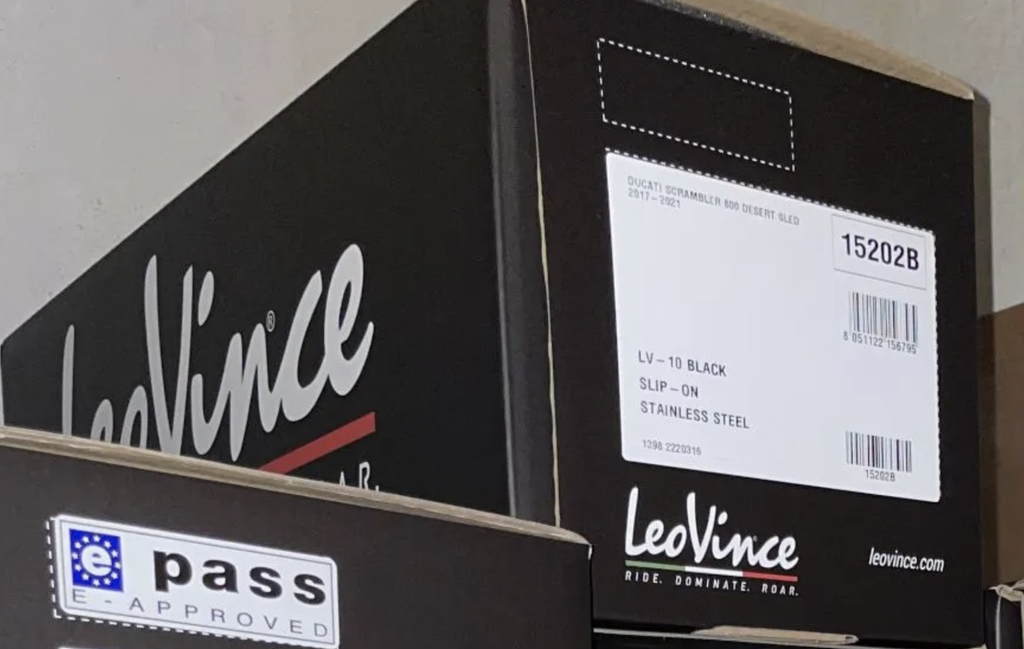 DUCATI SCRAMBLER 800 DESERT SLED
2017-2021
15202B
8 051122 156795
LV-10 BLACK
SLIP-ON
STAINLESS STEEL
1398 2220316
15202B
LeoVince
RIDE. DOMINATE. ROAR.
leovince.com
LeoVince®
AR.
e pass
E-APPROVED